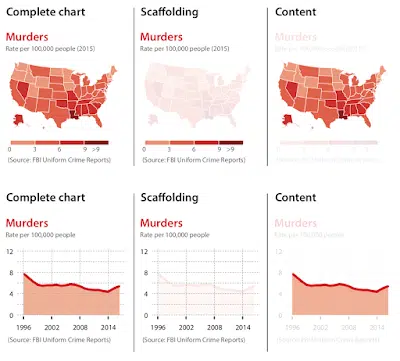 Complete chart
Murders
Rate per 100,000 people (2015)
0 3 6 9 >9
(Source: FBI Uniform Crime Reports)
Scaffolding
Murders
Rate per 100,000 people (2015)
0 3 6 9 >9
(Source: FBI Uniform Crime Reports)
Content
Murders
Rate per 100,000 people (2015)
0
(Source: FBI Uniform Crime Reports)
Complete chart
Murders
Rate per 100,000 people
12
8
4
0
1996 2002 2008 2014
(Source: FBI Uniform Crime Reports)
Scaffolding
Murders
Rate per 100,000 people
12
8
4
0
1996 2002 2008 2014
(Source: FBI Uniform Crime Reports)
Content
Murders
Rate per 100,000 people
12
8
4
0
1996 2002 2008 2014
(Source: FBI Uniform Crime Reports)